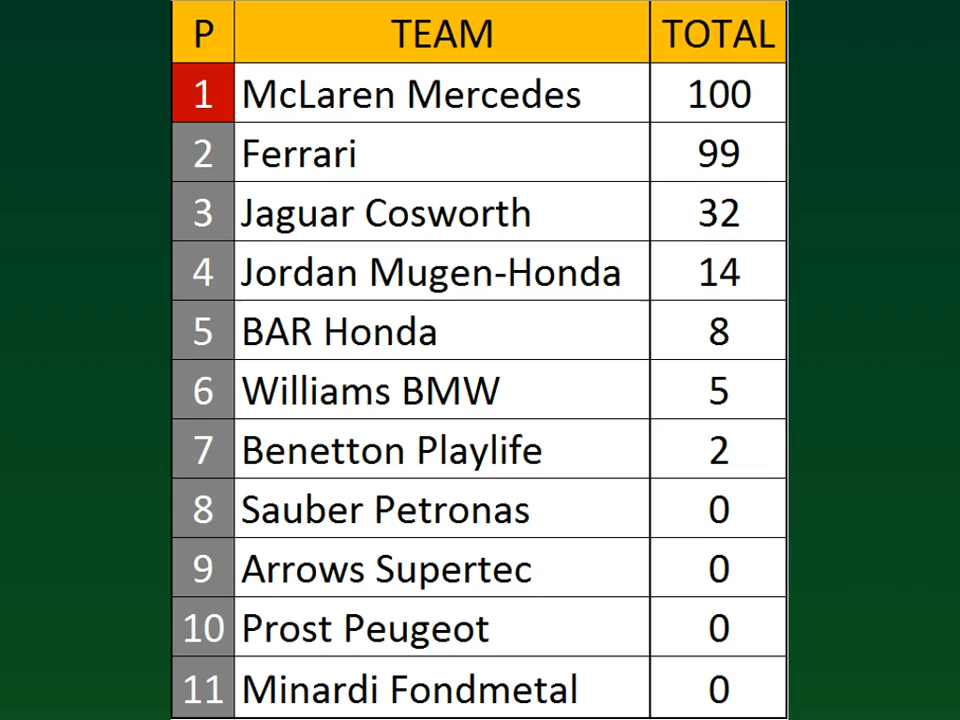 P TEAM TOTAL
1 McLaren Mercedes 100
2 Ferrari 99
3 Jaguar Cosworth 32
4 Jordan Mugen-Honda 14
5 BAR Honda 8
6 Williams BMW 5
7 Benetton Playlife 2
8 Sauber Petronas 0
9 Arrows Supertec 0
10 Prost Peugeot 0
11 Minardi Fondmetal 0